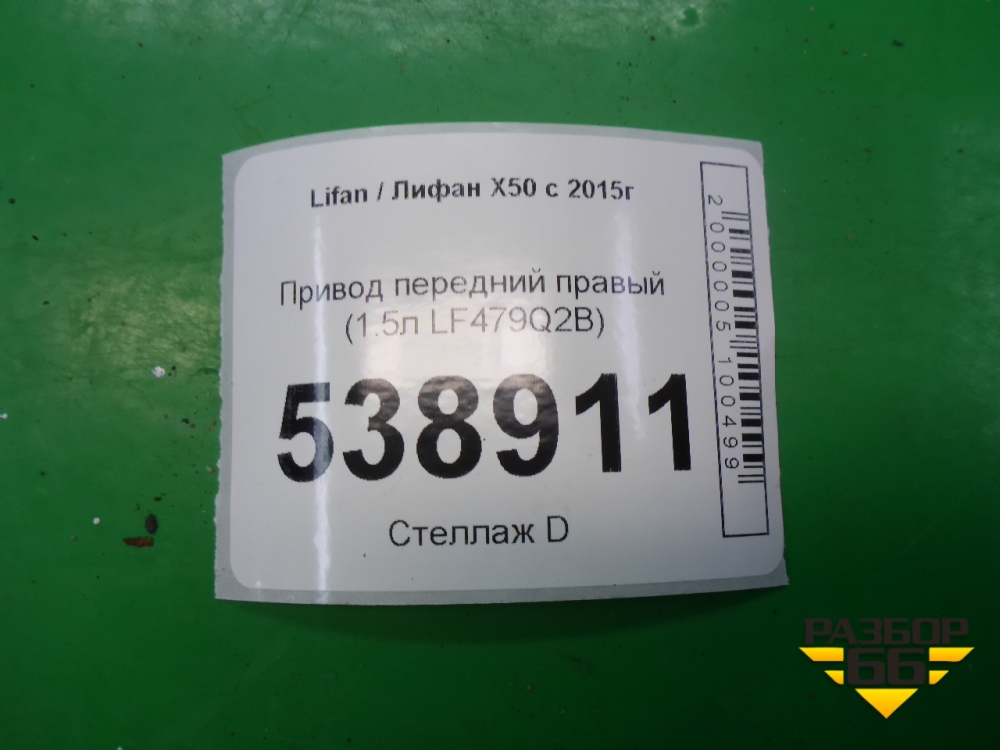 Lifan / Лифан X50 с 2015г
Привод передний правый
(1.5л LF479Q2B)
538911
Стеллаж D
2000005100499
РАЗБОР
66